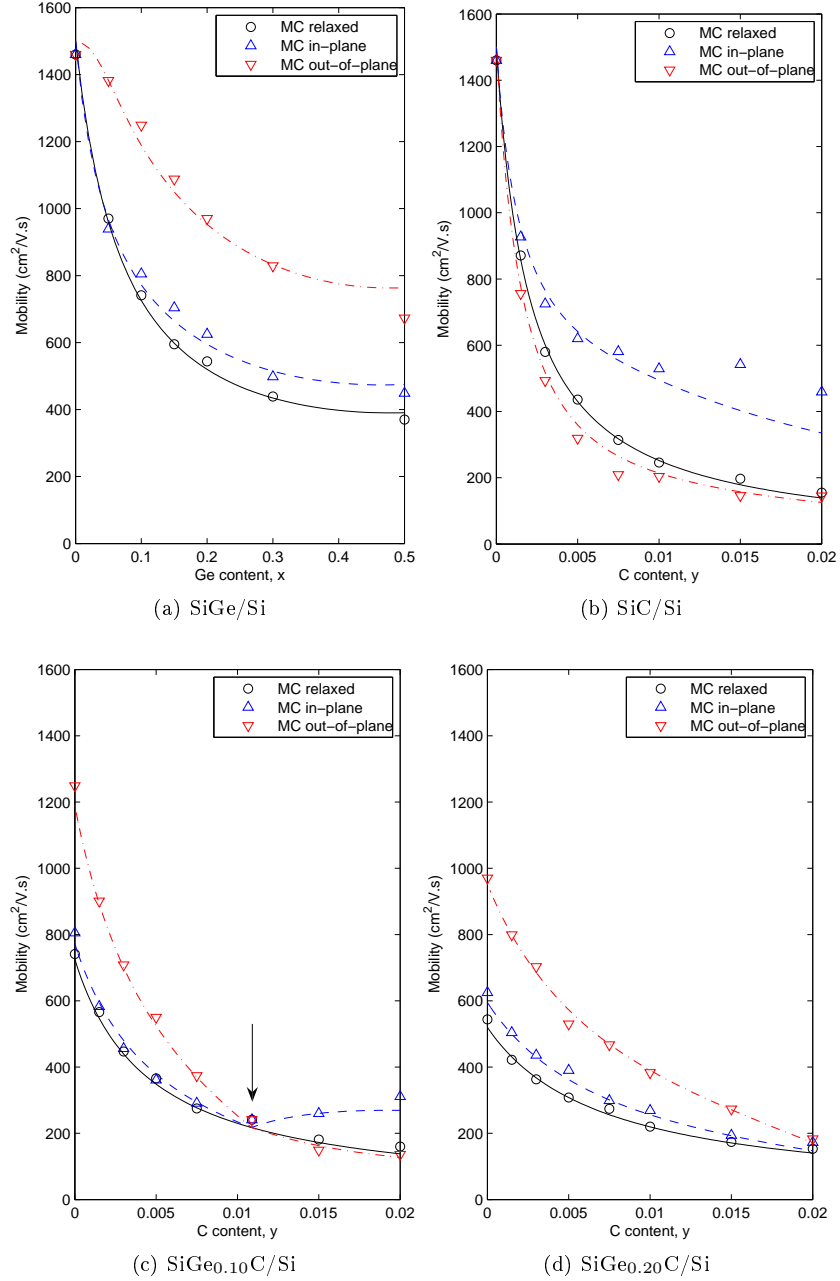 1600
1400
1200
1000
800
600
400
200
0
Mobility (cm²/V.s)
MC relaxed
MC in−plane
MC out−of−plane
0 0.1 0.2 0.3 0.4 0.5
Ge content, x
(a) SiGe/Si
1600
1400
1200
1000
800
600
400
200
0
Mobility (cm²/V.s)
MC relaxed
MC in−plane
MC out−of−plane
0 0.005 0.01 0.015 0.02
C content, y
(b) SiC/Si
1600
1400
1200
1000
800
600
400
200
0
Mobility (cm²/V.s)
MC relaxed
MC in−plane
MC out−of−plane
0 0.005 0.01 0.015 0.02
C content, y
(c) SiGe₀.₁₀C/Si
1600
1400
1200
1000
800
600
400
200
0
Mobility (cm²/V.s)
MC relaxed
MC in−plane
MC out−of−plane
0 0.005 0.01 0.015 0.02
C content, y
(d) SiGe₀.₂₀C/Si